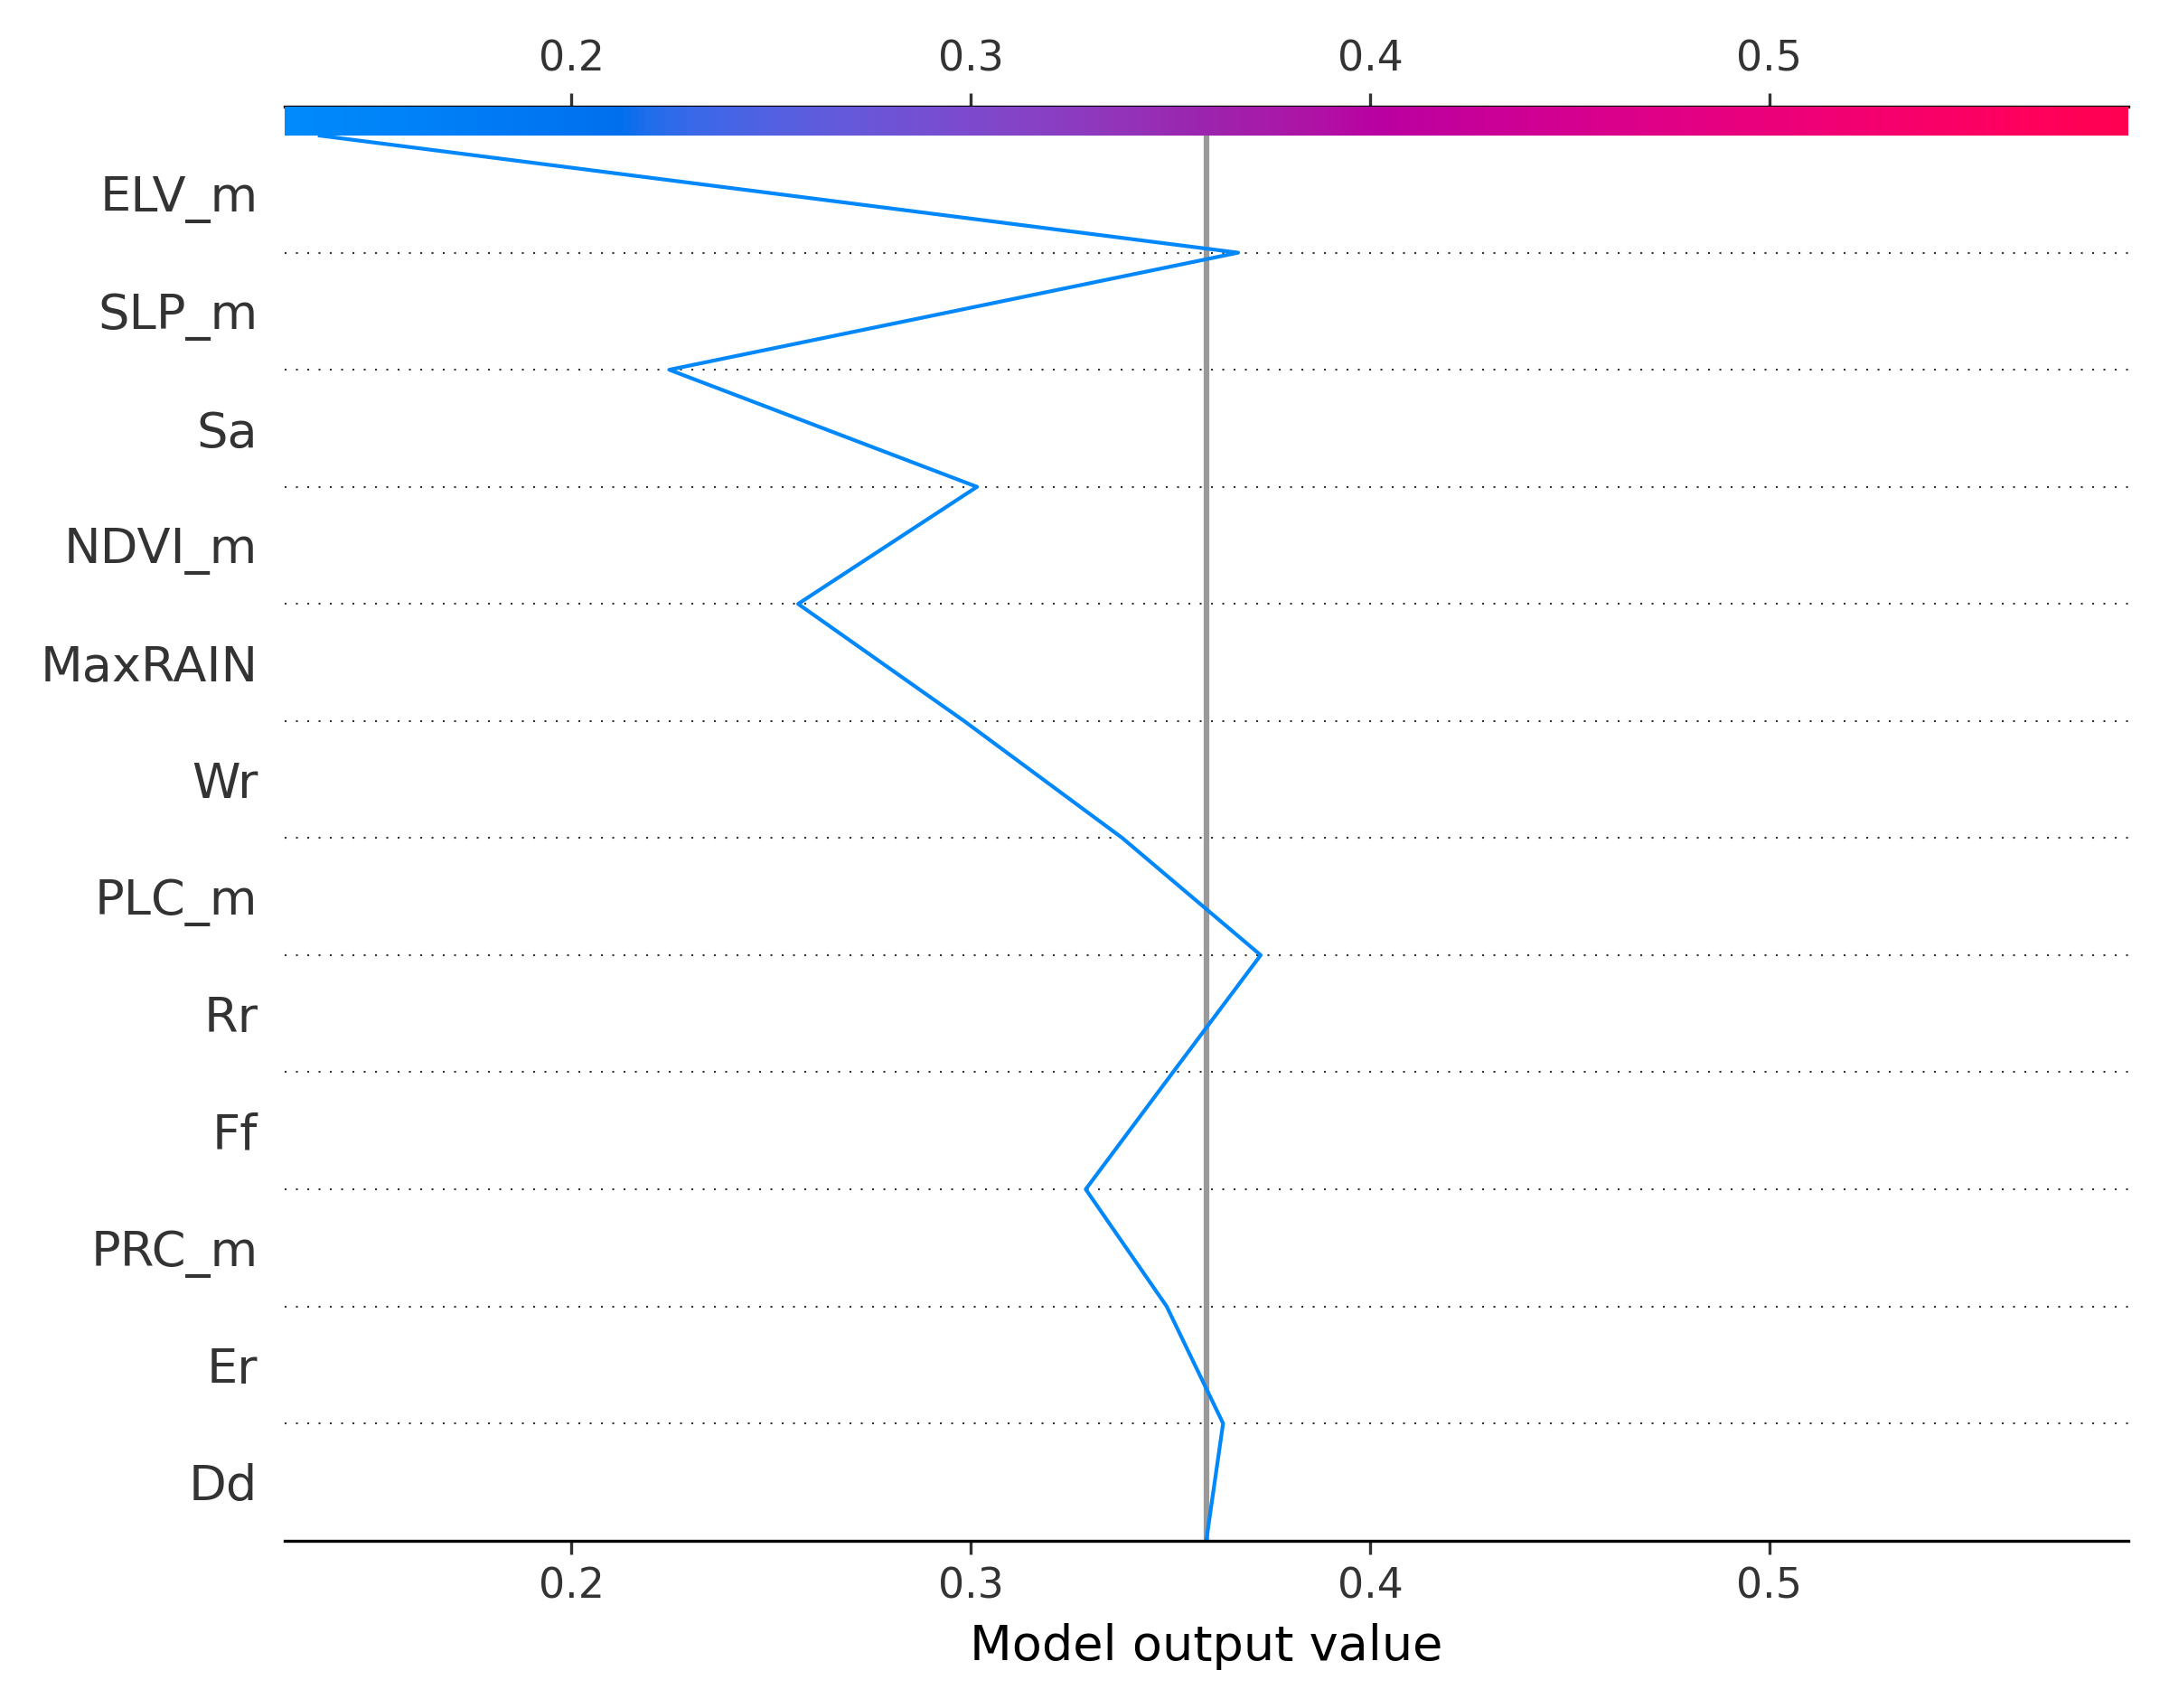 0.2 0.3 0.4 0.5
ELV_m
SLP_m
Sa
NDVI_m
MaxRAIN
Wr
PLC_m
Rr
Ff
PRC_m
Er
Dd
0.2 0.3 0.4 0.5
Model output value